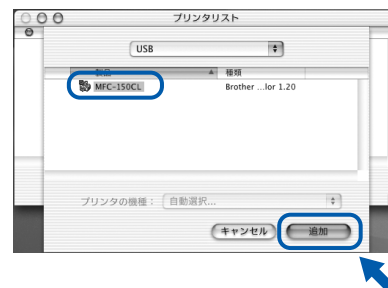 プリンタリスト
USB
製品 種類
MFC-150CL Brother ...lor 1.20
プリンタの機種： 自動選択...
キャンセル 追加